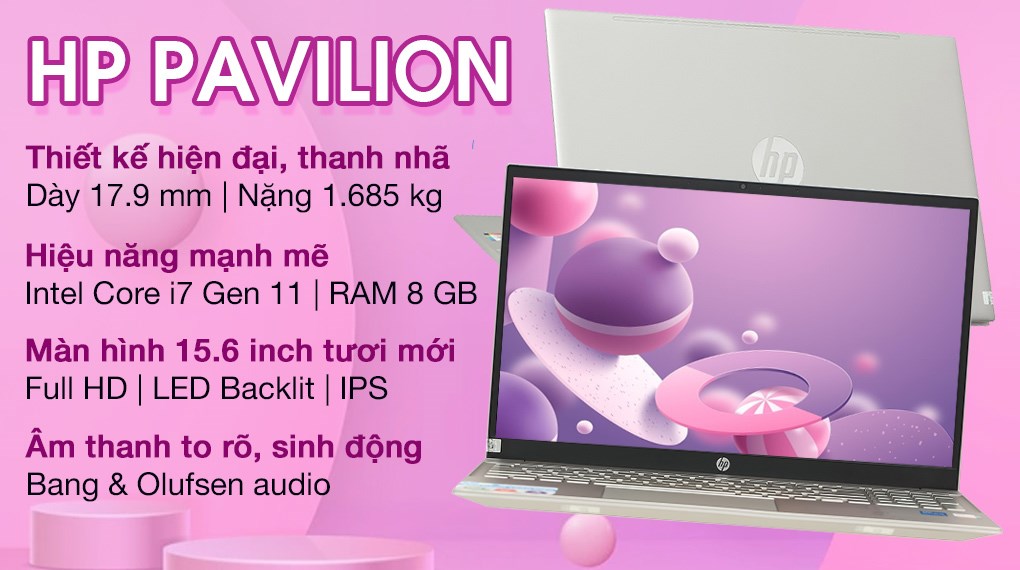 HP PAVILION
Thiết kế hiện đại, thanh nhã
Dày 17.9 mm | Nặng 1.685 kg
Hiệu năng mạnh mẽ
Intel Core i7 Gen 11 | RAM 8 GB
Màn hình 15.6 inch tươi mới
Full HD | LED Backlit | IPS
Âm thanh to rõ, sinh động
Bang & Olufsen audio
hp
hp